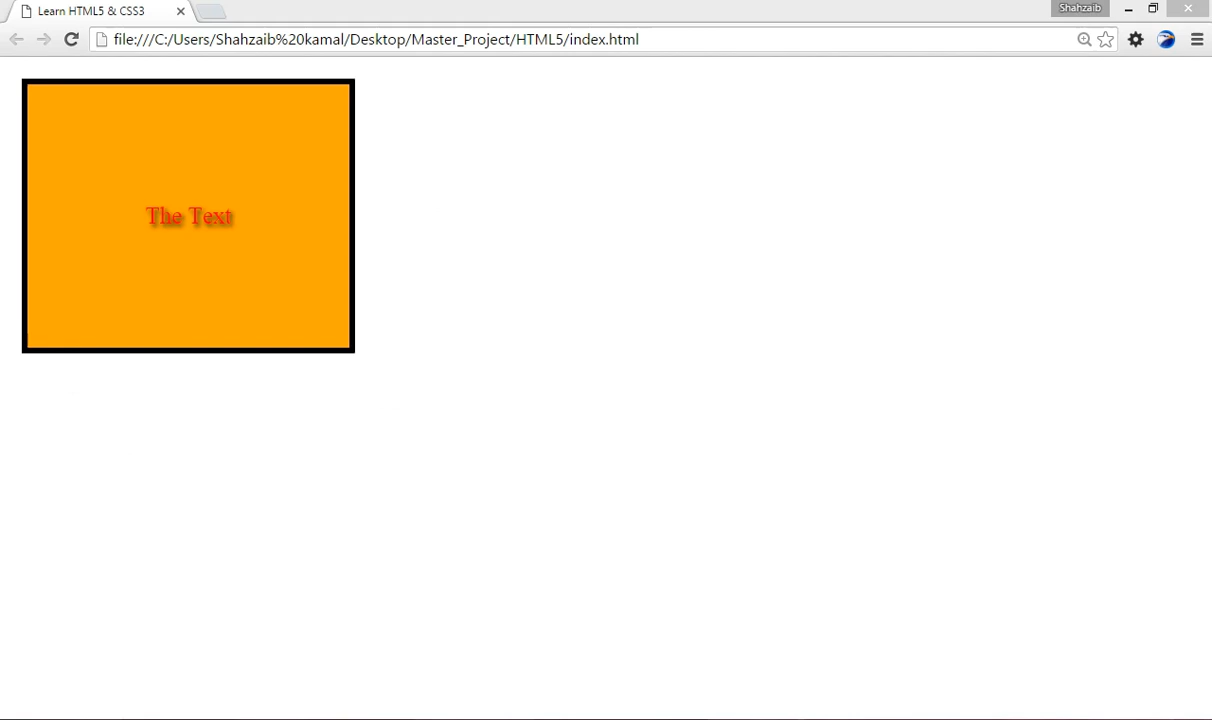 Learn HTML5 & CSS3
Shahzaib
file:///C:/Users/Shahzaib%20kamal/Desktop/Master_Project/HTML5/index.html
The Text